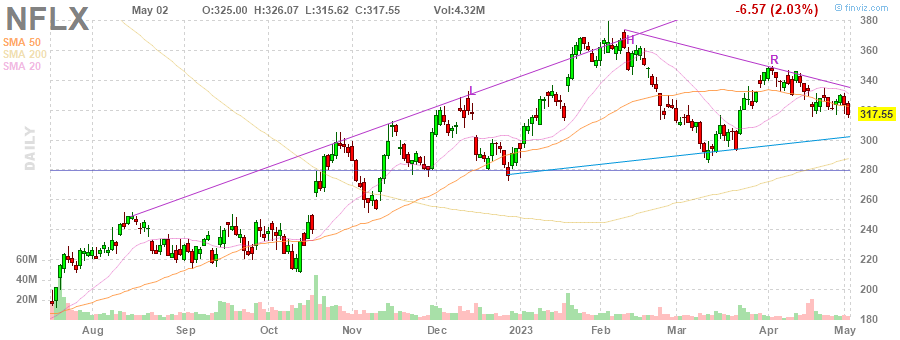 NFLX May 02 O:325.00 H:326.07 L:315.62 C:317.55 Vol:4.32M -6.57 (2.03%) © finviz.com
SMA 50
SMA 200
SMA 20
DAILY
380
360
340
320
317.55
300
280
260
240
220
200
180
60M
40M
20M
L
H
R
Aug Sep Oct Nov Dec 2023 Feb Mar Apr May